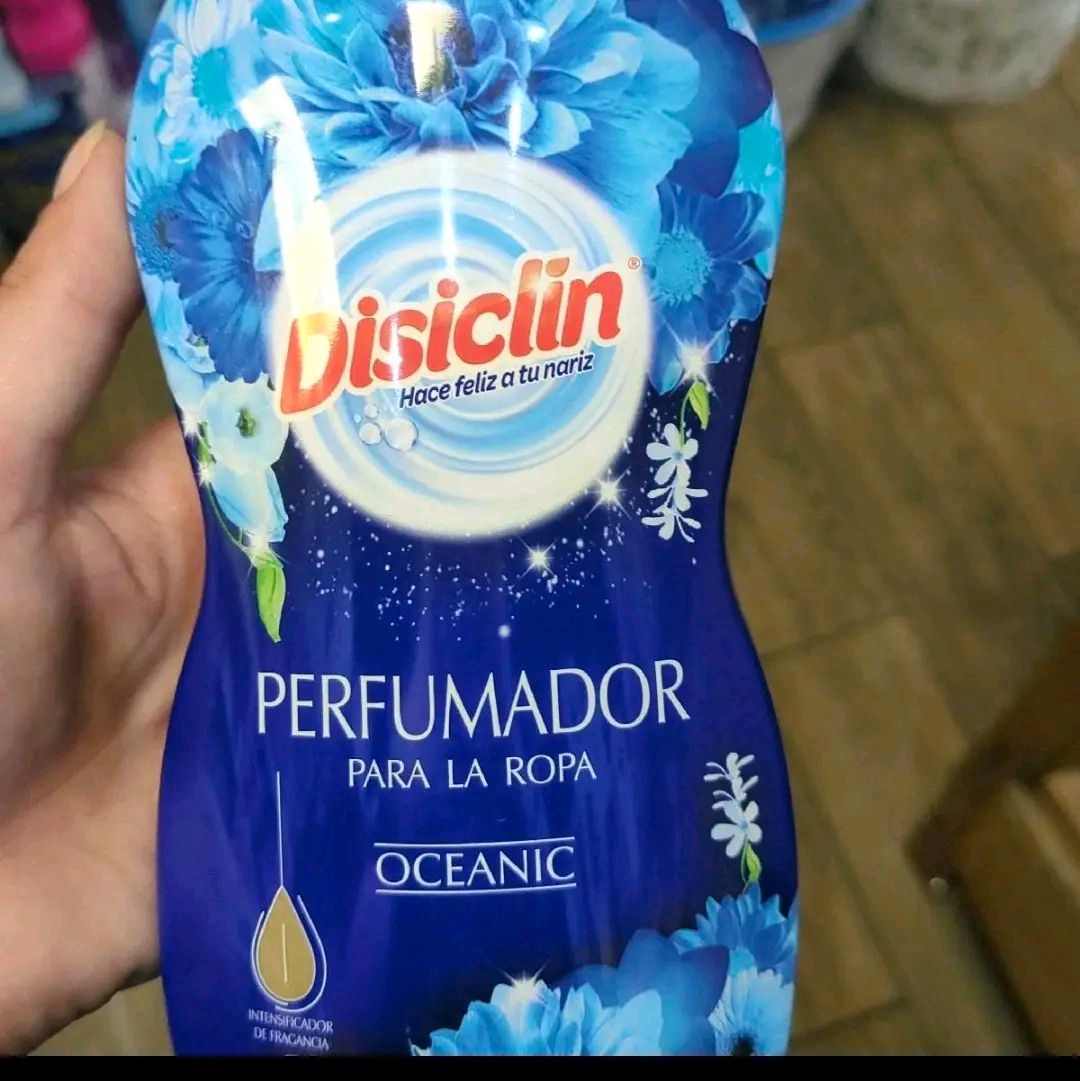 Disiclin®
Hace feliz a tu nariz
PERFUMADOR
PARA LA ROPA
OCEANIC
INTENSIFICADOR
DE FRAGANCIA